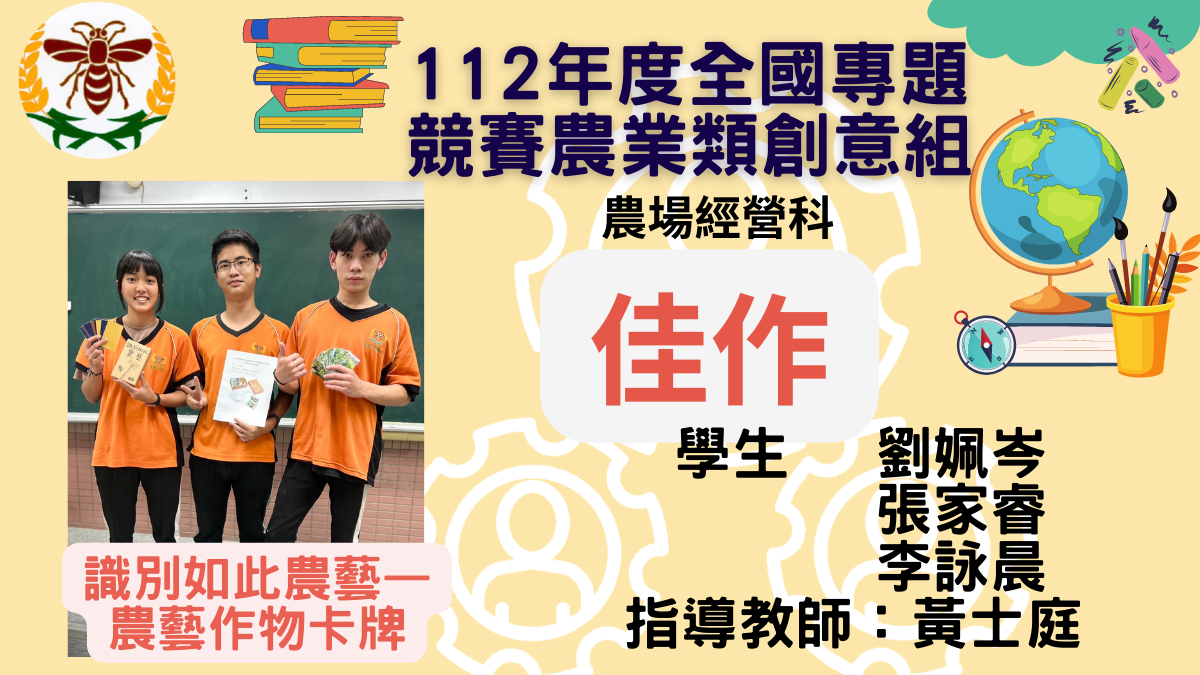 112年度全國專題
競賽農業類創意組
農場經營科
佳作
學生 劉姵岑
張家睿
李詠晨
指導教師：黃士庭
識別如此農藝—
農藝作物卡牌